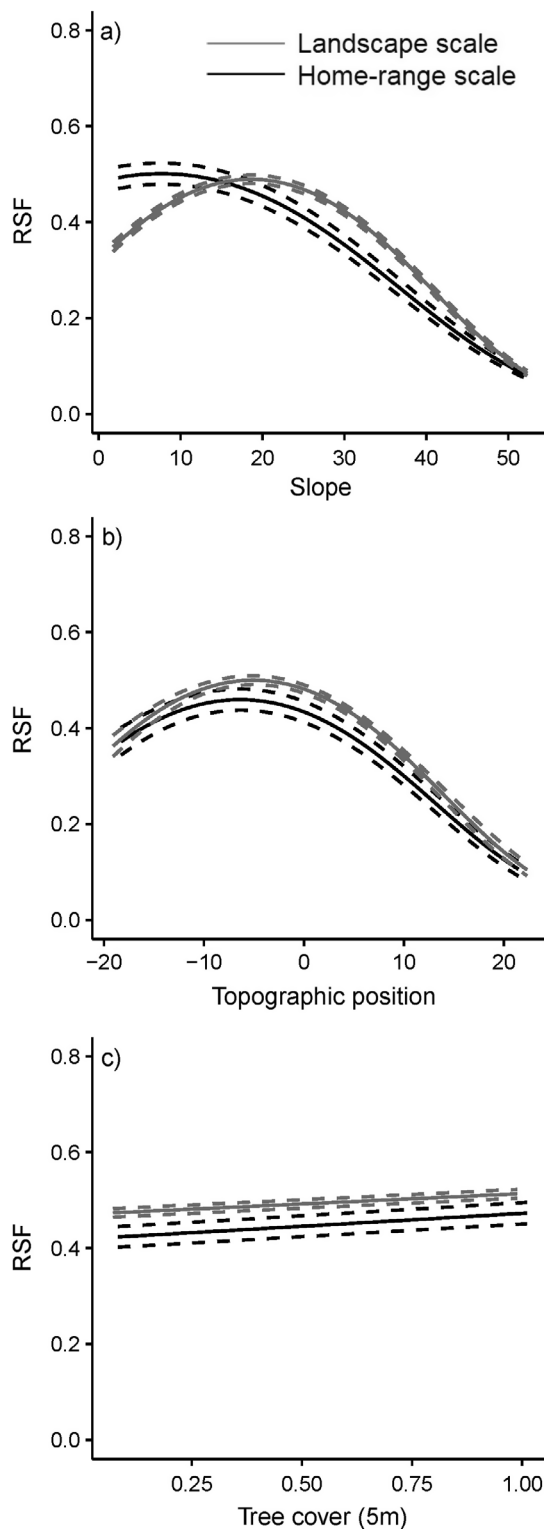 a)
Landscape scale
Home-range scale
0.8
0.6
0.4
0.2
0.0
RSF
0 10 20 30 40 50
Slope
b)
0.8
0.6
0.4
0.2
0.0
RSF
−20 −10 0 10 20
Topographic position
c)
0.8
0.6
0.4
0.2
0.0
RSF
0.25 0.50 0.75 1.00
Tree cover (5m)